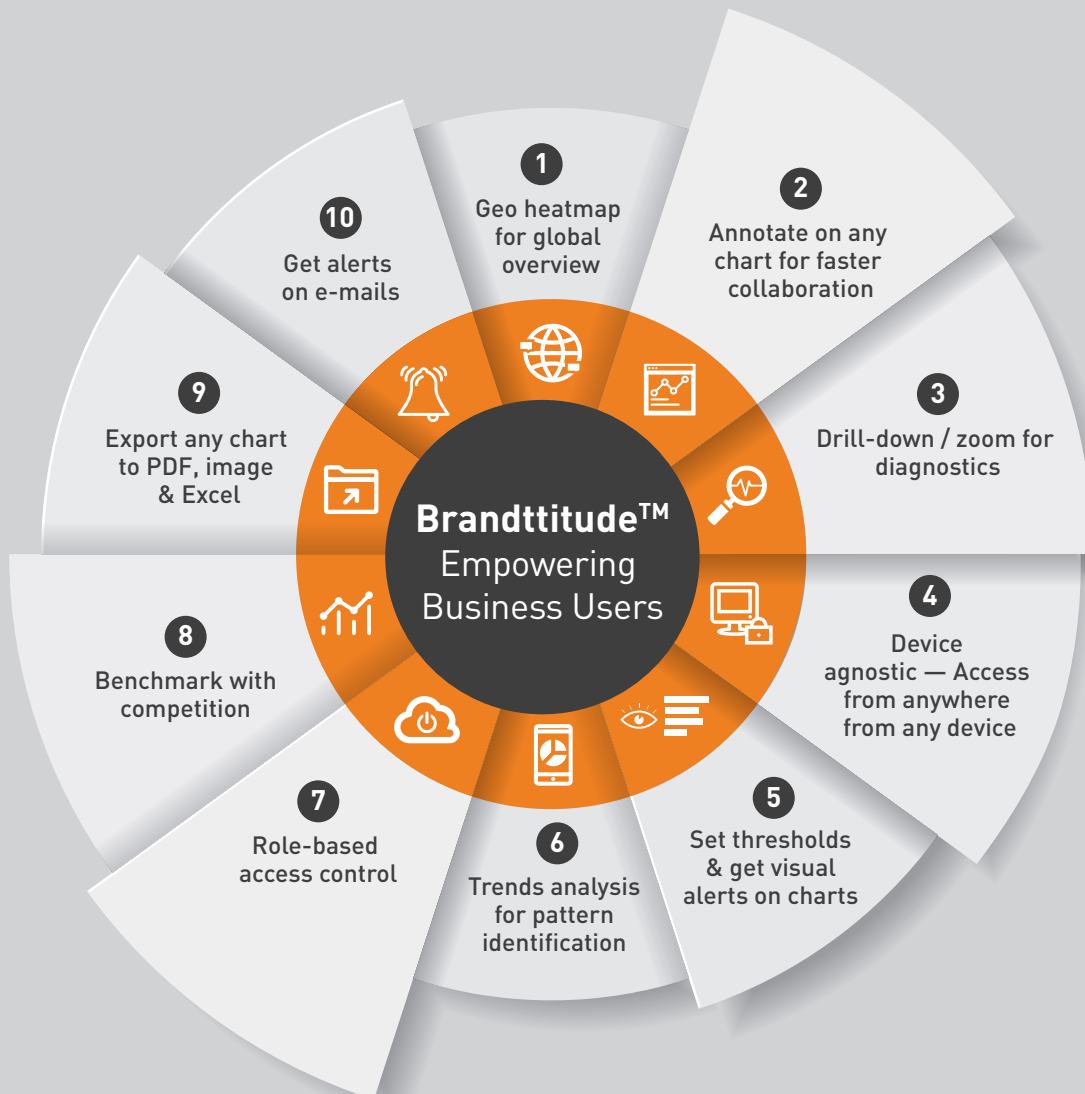 Brandttitude™
Empowering
Business Users
1
Geo heatmap
for global
overview
2
Annotate on any
chart for faster
collaboration
3
Drill-down / zoom for
diagnostics
4
Device
agnostic — Access
from anywhere
from any device
5
Set thresholds
& get visual
alerts on charts
6
Trends analysis
for pattern
identification
7
Role-based
access control
8
Benchmark with
competition
9
Export any chart
to PDF, image
& Excel
10
Get alerts
on e-mails